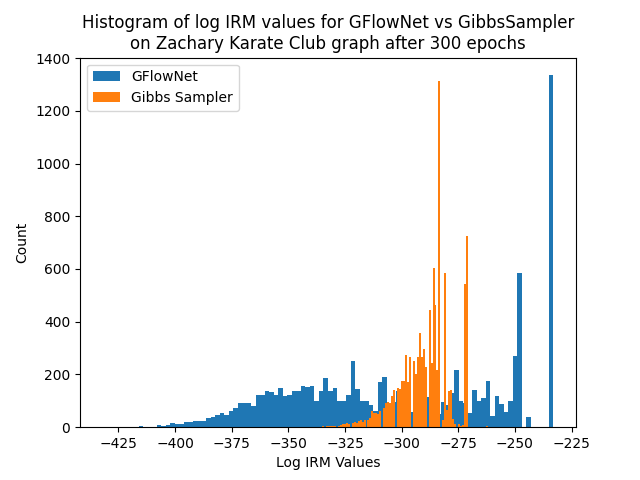 Histogram of log IRM values for GFlowNet vs GibbsSampler
on Zachary Karate Club graph after 300 epochs
GFlowNet
Gibbs Sampler
Count
1400
1200
1000
800
600
400
200
0
−425 −400 −375 −350 −325 −300 −275 −250 −225
Log IRM Values